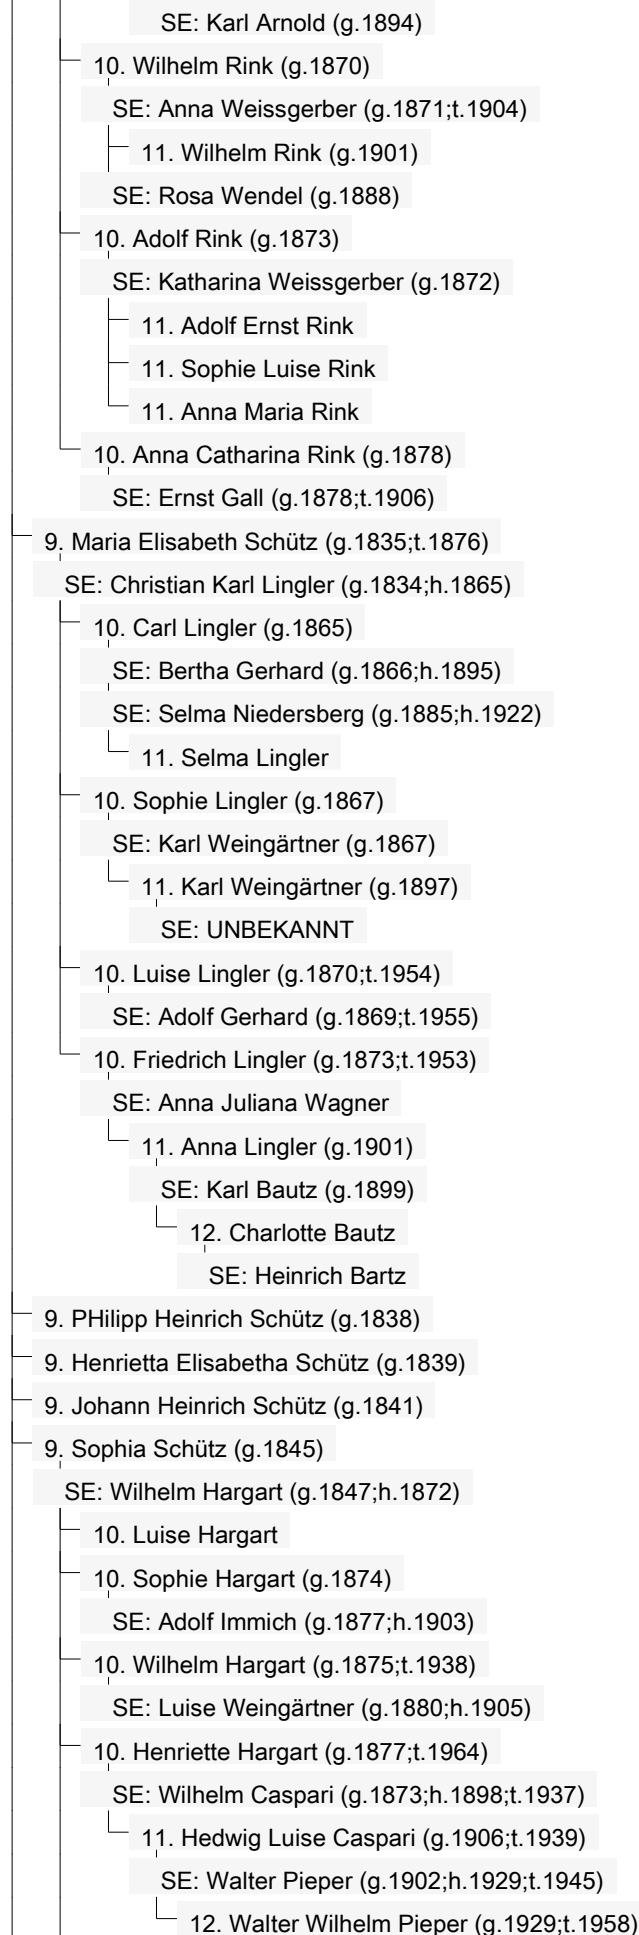 SE: Karl Arnold (g.1894)
10. Wilhelm Rink (g.1870)
SE: Anna Weissgerber (g.1871;t.1904)
11. Wilhelm Rink (g.1901)
SE: Rosa Wendel (g.1888)
10. Adolf Rink (g.1873)
SE: Katharina Weissgerber (g.1872)
11. Adolf Ernst Rink
11. Sophie Luise Rink
11. Anna Maria Rink
10. Anna Catharina Rink (g.1878)
SE: Ernst Gall (g.1878;t.1906)
9. Maria Elisabeth Schütz (g.1835;t.1876)
SE: Christian Karl Lingler (g.1834;h.1865)
10. Carl Lingler (g.1865)
SE: Bertha Gerhard (g.1866;h.1895)
SE: Selma Niedersberg (g.1885;h.1922)
11. Selma Lingler
10. Sophie Lingler (g.1867)
SE: Karl Weingärtner (g.1867)
11. Karl Weingärtner (g.1897)
SE: UNBEKANNT
10. Luise Lingler (g.1870;t.1954)
SE: Adolf Gerhard (g.1869;t.1955)
10. Friedrich Lingler (g.1873;t.1953)
SE: Anna Juliana Wagner
11. Anna Lingler (g.1901)
SE: Karl Bautz (g.1899)
12. Charlotte Bautz
SE: Heinrich Bartz
9. PHilipp Heinrich Schütz (g.1838)
9. Henrietta Elisabetha Schütz (g.1839)
9. Johann Heinrich Schütz (g.1841)
9. Sophia Schütz (g.1845)
SE: Wilhelm Hargart (g.1847;h.1872)
10. Luise Hargart
10. Sophie Hargart (g.1874)
SE: Adolf Immich (g.1877;h.1903)
10. Wilhelm Hargart (g.1875;t.1938)
SE: Luise Weingärtner (g.1880;h.1905)
10. Henriette Hargart (g.1877;t.1964)
SE: Wilhelm Caspari (g.1873;h.1898;t.1937)
11. Hedwig Luise Caspari (g.1906;t.1939)
SE: Walter Pieper (g.1902;h.1929;t.1945)
12. Walter Wilhelm Pieper (g.1929;t.1958)